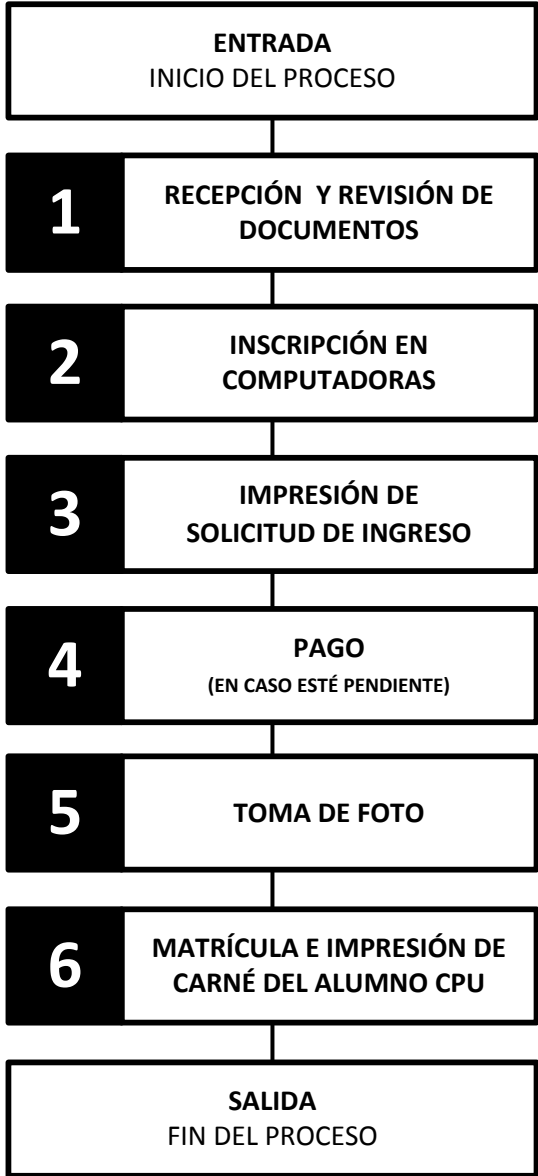 ENTRADA
INICIO DEL PROCESO
1
RECEPCIÓN Y REVISIÓN DE
DOCUMENTOS
2
INSCRIPCIÓN EN
COMPUTADORAS
3
IMPRESIÓN DE
SOLICITUD DE INGRESO
4
PAGO
(EN CASO ESTÉ PENDIENTE)
5
TOMA DE FOTO
6
MATRÍCULA E IMPRESIÓN DE
CARNÉ DEL ALUMNO CPU
SALIDA
FIN DEL PROCESO